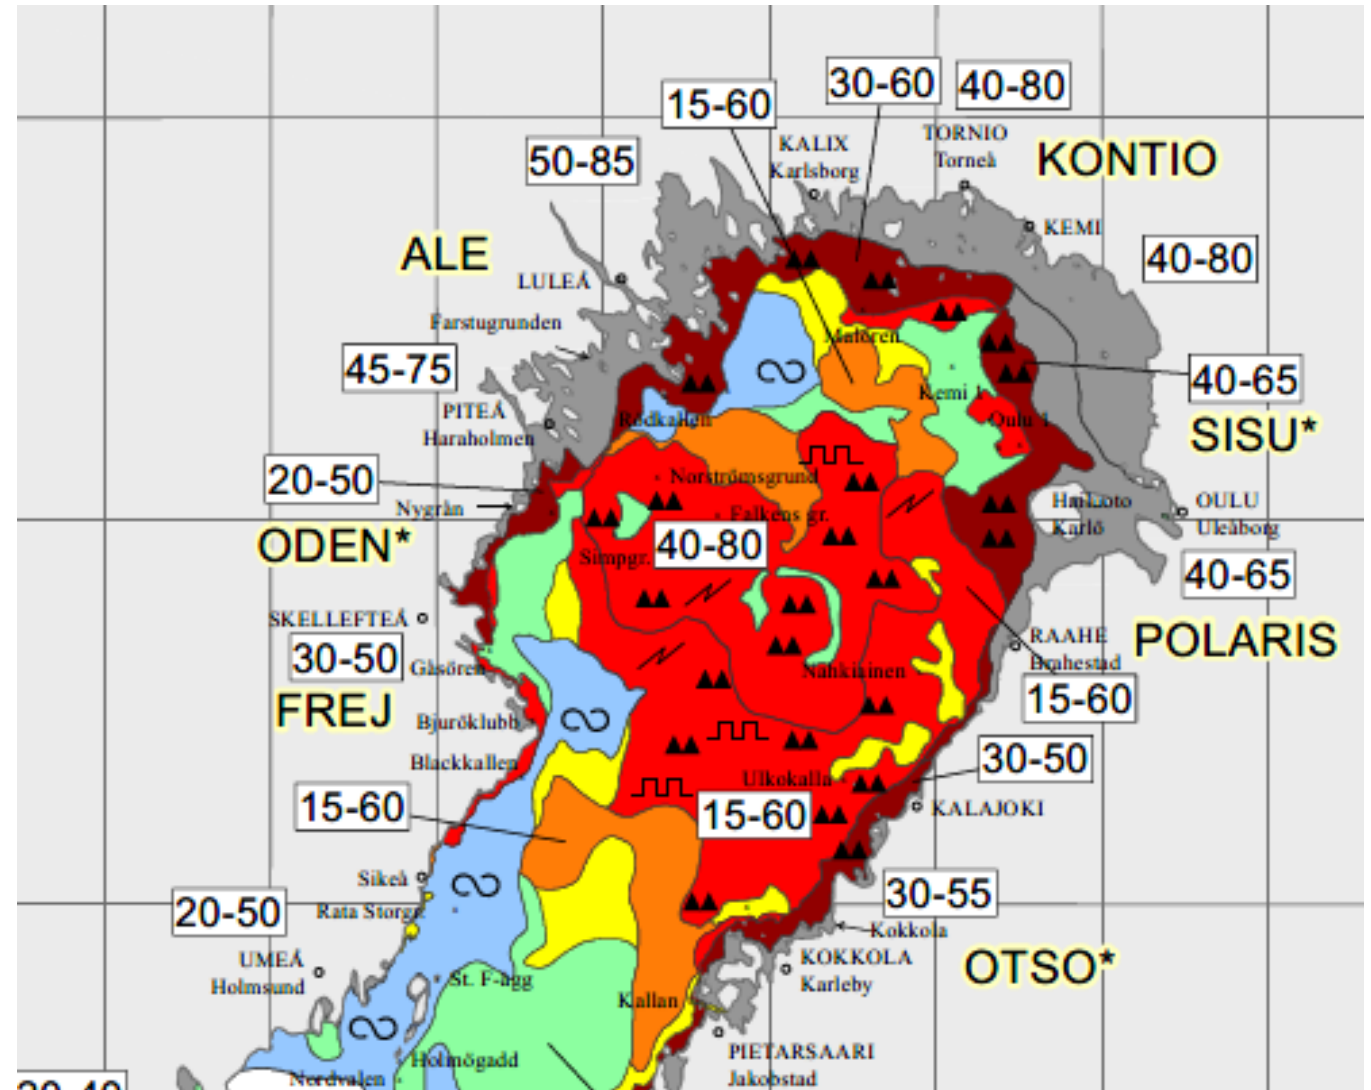 30-60
40-80
15-60
TORNIO
Torneå
KALIX
Karlsborg
KONTIO
50-85
KEMI
ALE
40-80
LULEÅ
Farstugrunden
Malören
45-75
40-65
PITEÅ
Haraholmen
Rödkallen
Kemi 1
Oulu 1
SISU*
20-50
Norströmsgrund
Nygrån
Falkens gr.
Hailuoto
Karlö
OULU
Uleåborg
ODEN*
Simpgr.
40-80
40-65
SKELLEFTEÅ
30-50
Gåsören
RAAHE
Brahestad
POLARIS
Nahkiainen
15-60
FREJ
Bjuröklubb
Blackkallen
30-50
Ulkokalla
15-60
15-60
KALAJOKI
Sikeå
30-55
20-50
Rata Storgr.
Kokkola
UMEÅ
Holmsund
KOKKOLA
Karleby
OTSO*
St. F-ägg
Kallan
PIETARSAARI
Jakobstad
Holmögadd
Nordvalen